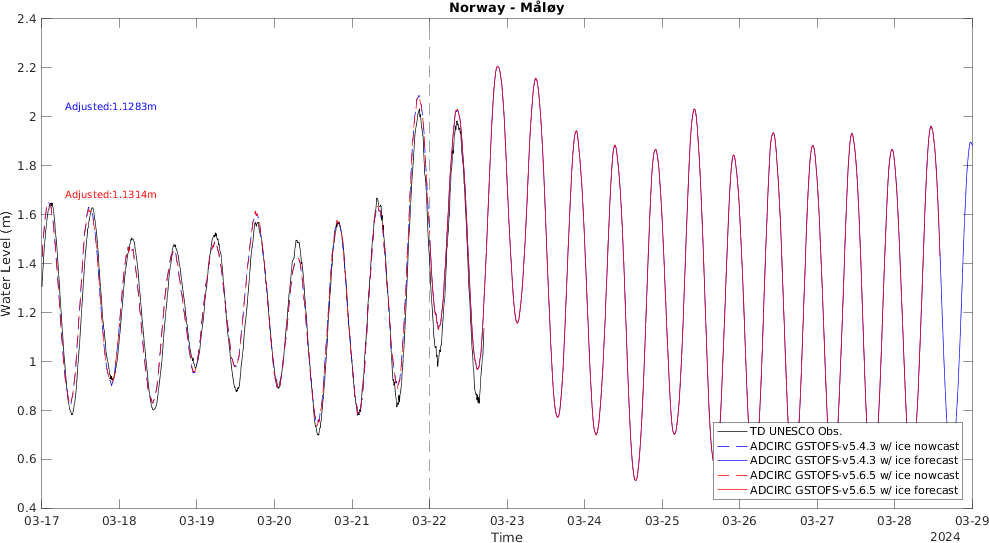 Norway - Måløy
2.4
2.2
2
1.8
1.6
1.4
1.2
1
0.8
0.6
0.4
Water Level (m)
Adjusted:1.1283m
Adjusted:1.1314m
TD UNESCO Obs.
ADCIRC GSTOFS-v5.4.3 w/ ice nowcast
ADCIRC GSTOFS-v5.4.3 w/ ice forecast
ADCIRC GSTOFS-v5.6.5 w/ ice nowcast
ADCIRC GSTOFS-v5.6.5 w/ ice forecast
03-17 03-18 03-19 03-20 03-21 03-22 03-23 03-24 03-25 03-26 03-27 03-28 03-29
Time
2024